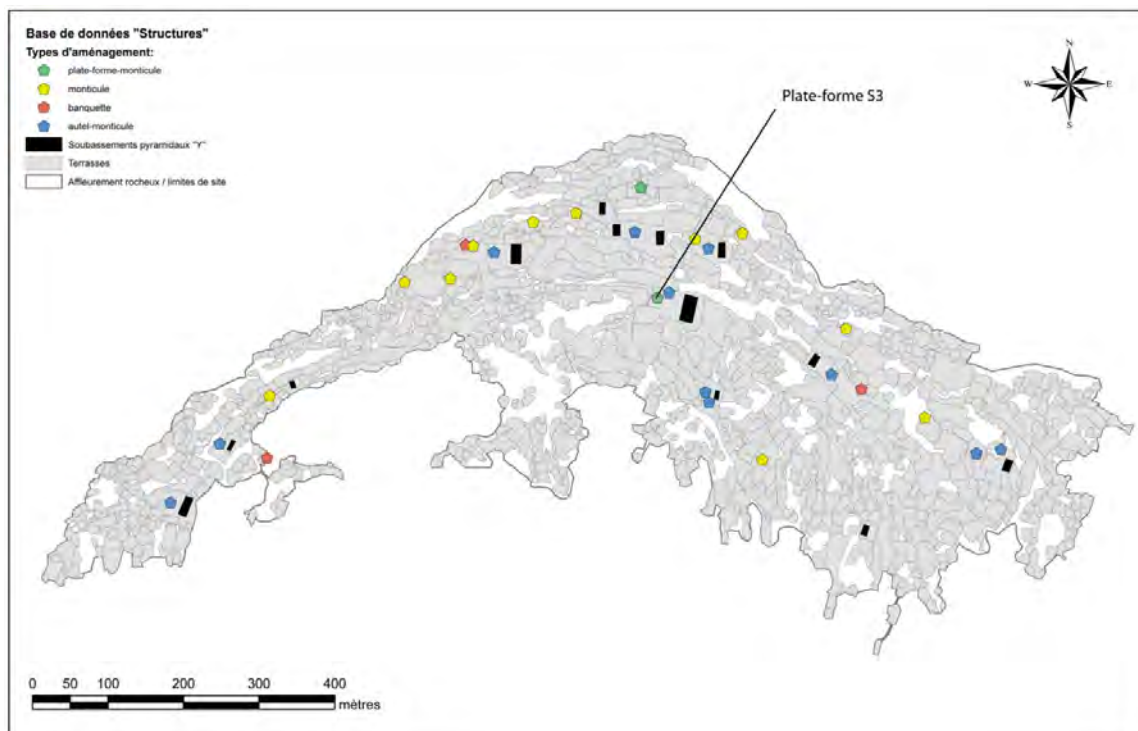 Base de données "Structures"
Types d'aménagement:
plate-forme-monticule
monticule
banquette
autel-monticule
Soubassements pyramidaux "Y"
Terrasses
Affleurement rocheux / limites de site
Plate-forme S3
N
W E
S
0 50 100 200 300 400
mètres